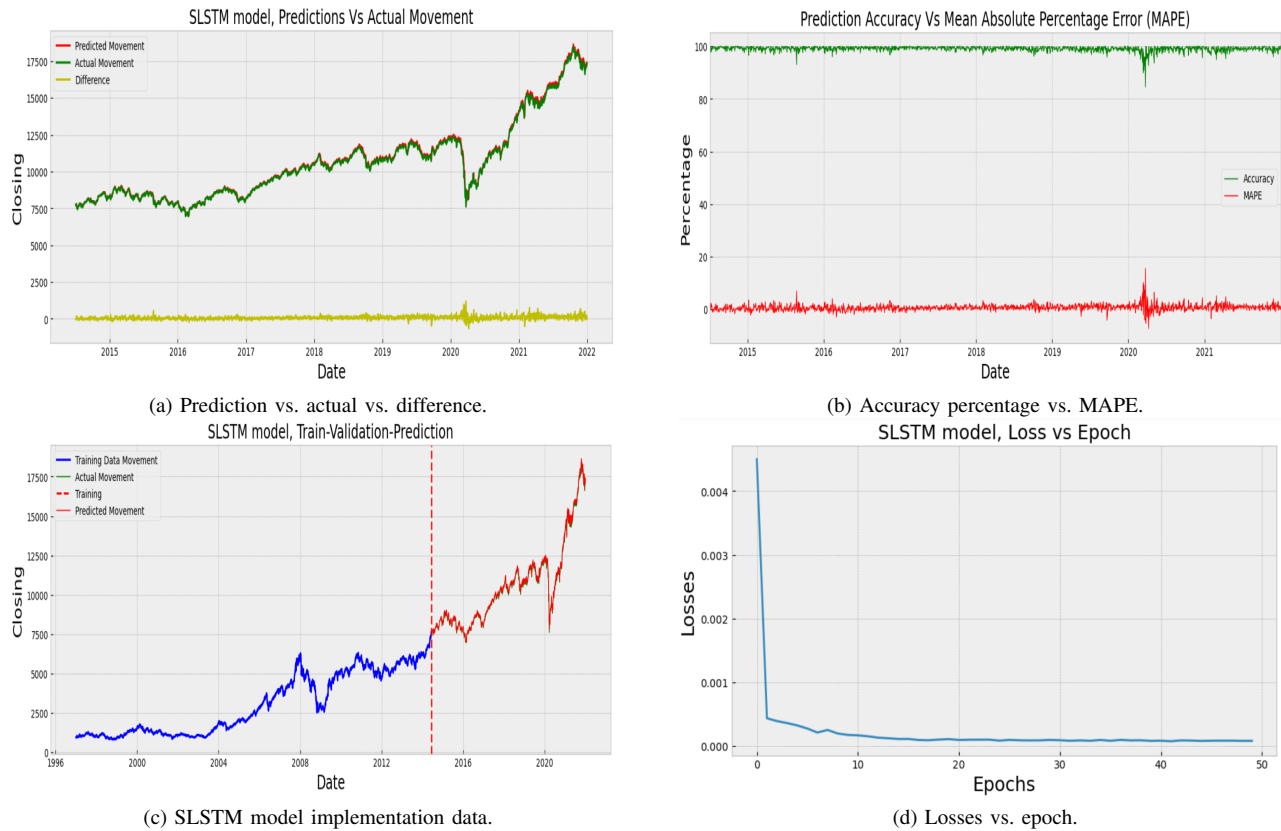 SLSTM model, Predictions Vs Actual Movement
Predicted Movement
Actual Movement
Difference
17500
15000
12500
10000
7500
5000
2500
0
Closing
2015 2016 2017 2018 2019 2020 2021 2022
Date
(a) Prediction vs. actual vs. difference.
Prediction Accuracy Vs Mean Absolute Percentage Error (MAPE)
100
80
60
40
20
0
Percentage
Accuracy
MAPE
2015 2016 2017 2018 2019 2020 2021
Date
(b) Accuracy percentage vs. MAPE.
SLSTM model, Train-Validation-Prediction
Training Data Movement
Actual Movement
Training
Predicted Movement
17500
15000
12500
10000
7500
5000
2500
0
Closing
1996 2000 2004 2008 2012 2016 2020
Date
(c) SLSTM model implementation data.
SLSTM model, Loss vs Epoch
0.004
0.003
0.002
0.001
0.000
Losses
0 10 20 30 40 50
Epochs
(d) Losses vs. epoch.